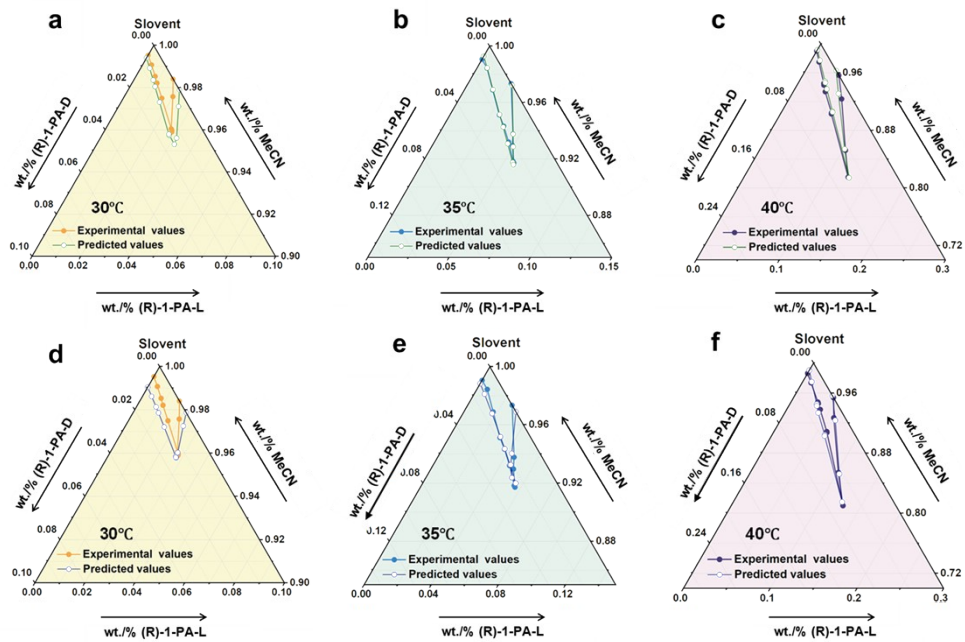 a
Slovent
0.00
1.00
0.02
0.98
0.04
0.96
0.06
0.94
0.08
0.92
0.10
0.90
0.00
0.02
0.04
0.06
0.08
0.10
wt./% (R)-1-PA-D
wt./% MeCN
30℃
Experimental values
Predicted values
wt./% (R)-1-PA-L
b
Slovent
0.00
1.00
0.04
0.96
0.08
0.92
0.12
0.88
0.00
0.05
0.10
0.15
wt./% (R)-1-PA-D
wt./% MeCN
35℃
Experimental values
Predicted values
wt./% (R)-1-PA-L
c
Slovent
0.00
0.96
0.08
0.88
0.16
0.80
0.24
0.72
0.0
0.1
0.2
0.3
wt./% (R)-1-PA-D
wt./% MeCN
40℃
Experimental values
Predicted values
wt./% (R)-1-PA-L
d
Slovent
0.00
1.00
0.02
0.98
0.04
0.96
0.06
0.94
0.08
0.92
0.10
0.90
0.00
0.02
0.04
0.06
0.08
0.10
wt./% (R)-1-PA-D
wt./% MeCN
30℃
Experimental values
Predicted values
wt./% (R)-1-PA-L
e
Slovent
0.00
1.00
0.04
0.96
0.08
0.92
0.12
0.88
0.00
0.04
0.08
0.12
wt./% (R)-1-PA-D
wt./% MeCN
35℃
Experimental values
Predicted values
wt./% (R)-1-PA-L
f
Slovent
0.00
0.96
0.08
0.88
0.16
0.80
0.24
0.72
0.0
0.1
0.2
0.3
wt./% (R)-1-PA-D
wt./% MeCN
40℃
Experimental values
Predicted values
wt./% (R)-1-PA-L